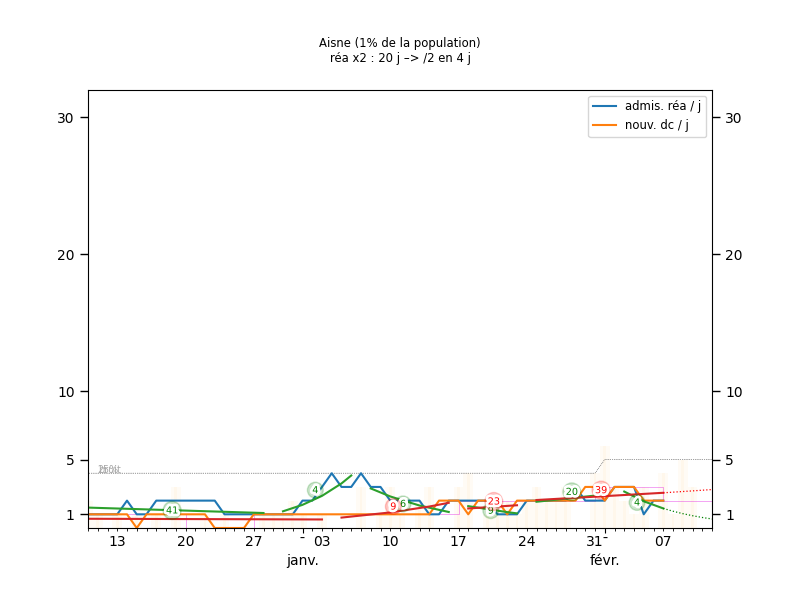 Aisne (1% de la population)
réa x2 : 20 j –> /2 en 4 j
admis. réa / j
nouv. dc / j
30 30
20 20
10 10
5 5
1 1
41 4 9 6 23 9 20 39 4
13 20 27 - 03 10 17 24 31- 07
janv. févr.